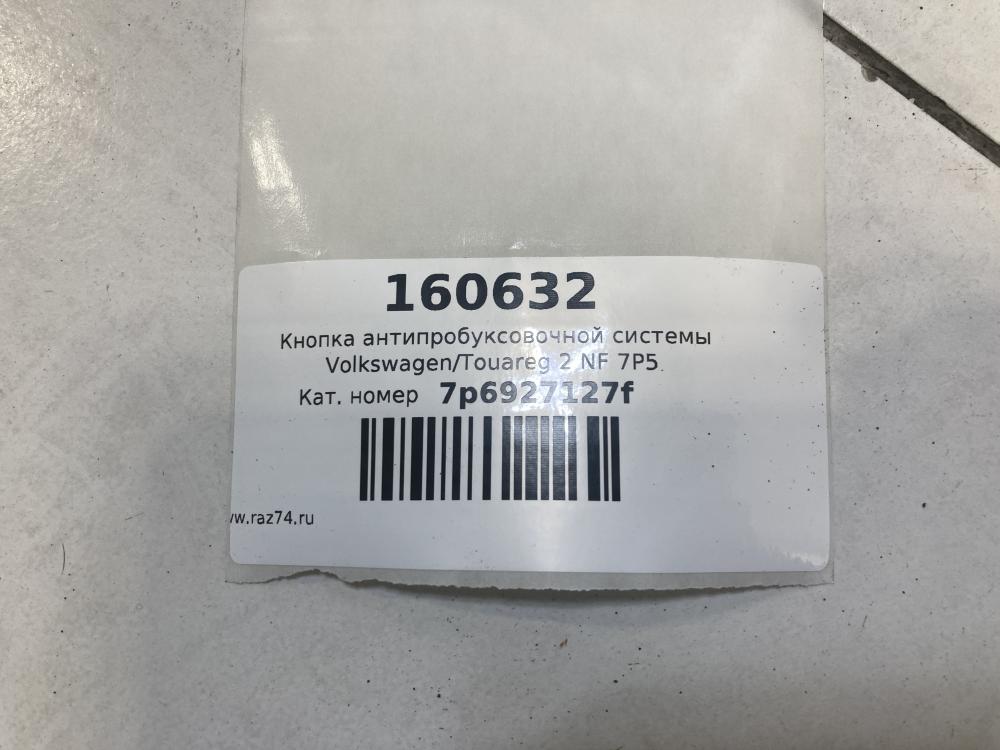 160632
Кнопка антипробуксовочной системы
Volkswagen/Touareg 2 NF 7P5
Кат. номер 7p6927127f
w.raz74.ru